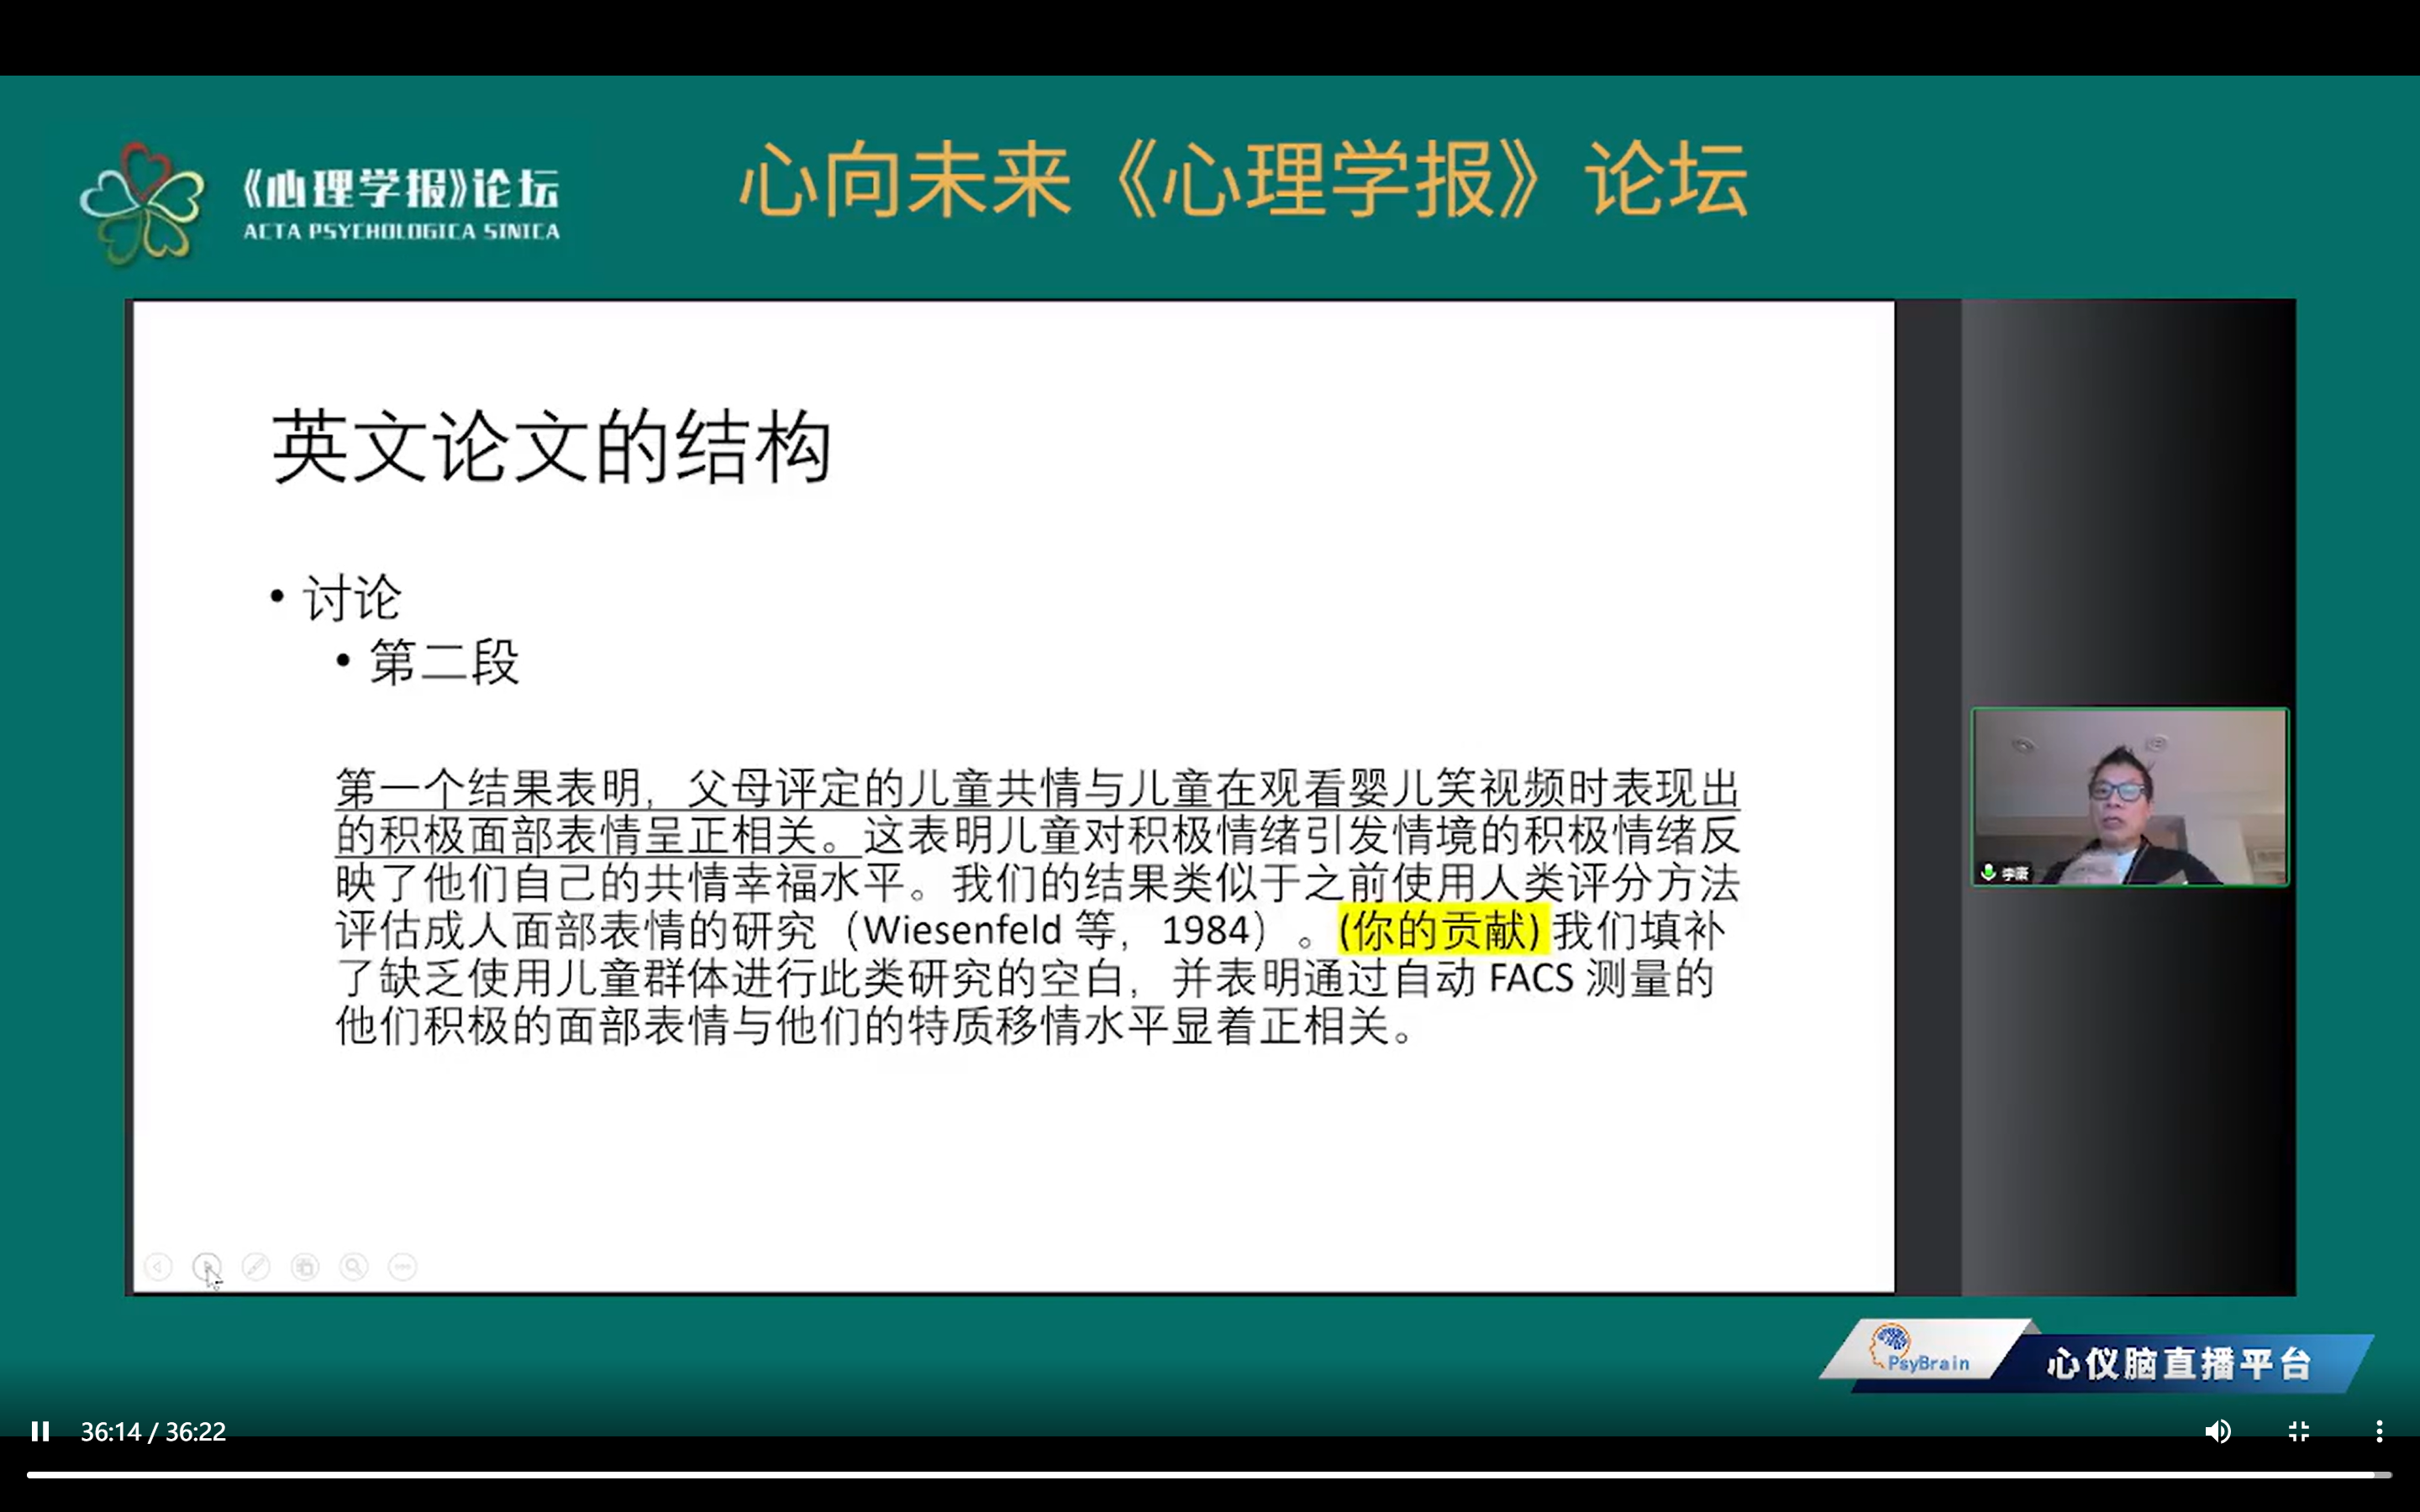 《心理学报》论坛
ACTA PSYCHOLOGICA SINICA
心向未来《心理学报》论坛
英文论文的结构
• 讨论
• 第二段
第一个结果表明，父母评定的儿童共情与儿童在观看婴儿笑视频时表现出
的积极面部表情呈正相关。这表明儿童对积极情绪引发情境的积极情绪反
映了他们自己的共情幸福水平。我们的结果类似于之前使用人类评分方法
评估成人面部表情的研究（Wiesenfeld 等，1984）。(你的贡献)我们填补
了缺乏使用儿童群体进行此类研究的空白，并表明通过自动 FACS 测量的
他们积极的面部表情与他们的特质移情水平显着正相关。
PsyBrain
心仪脑直播平台
36:14 / 36:22